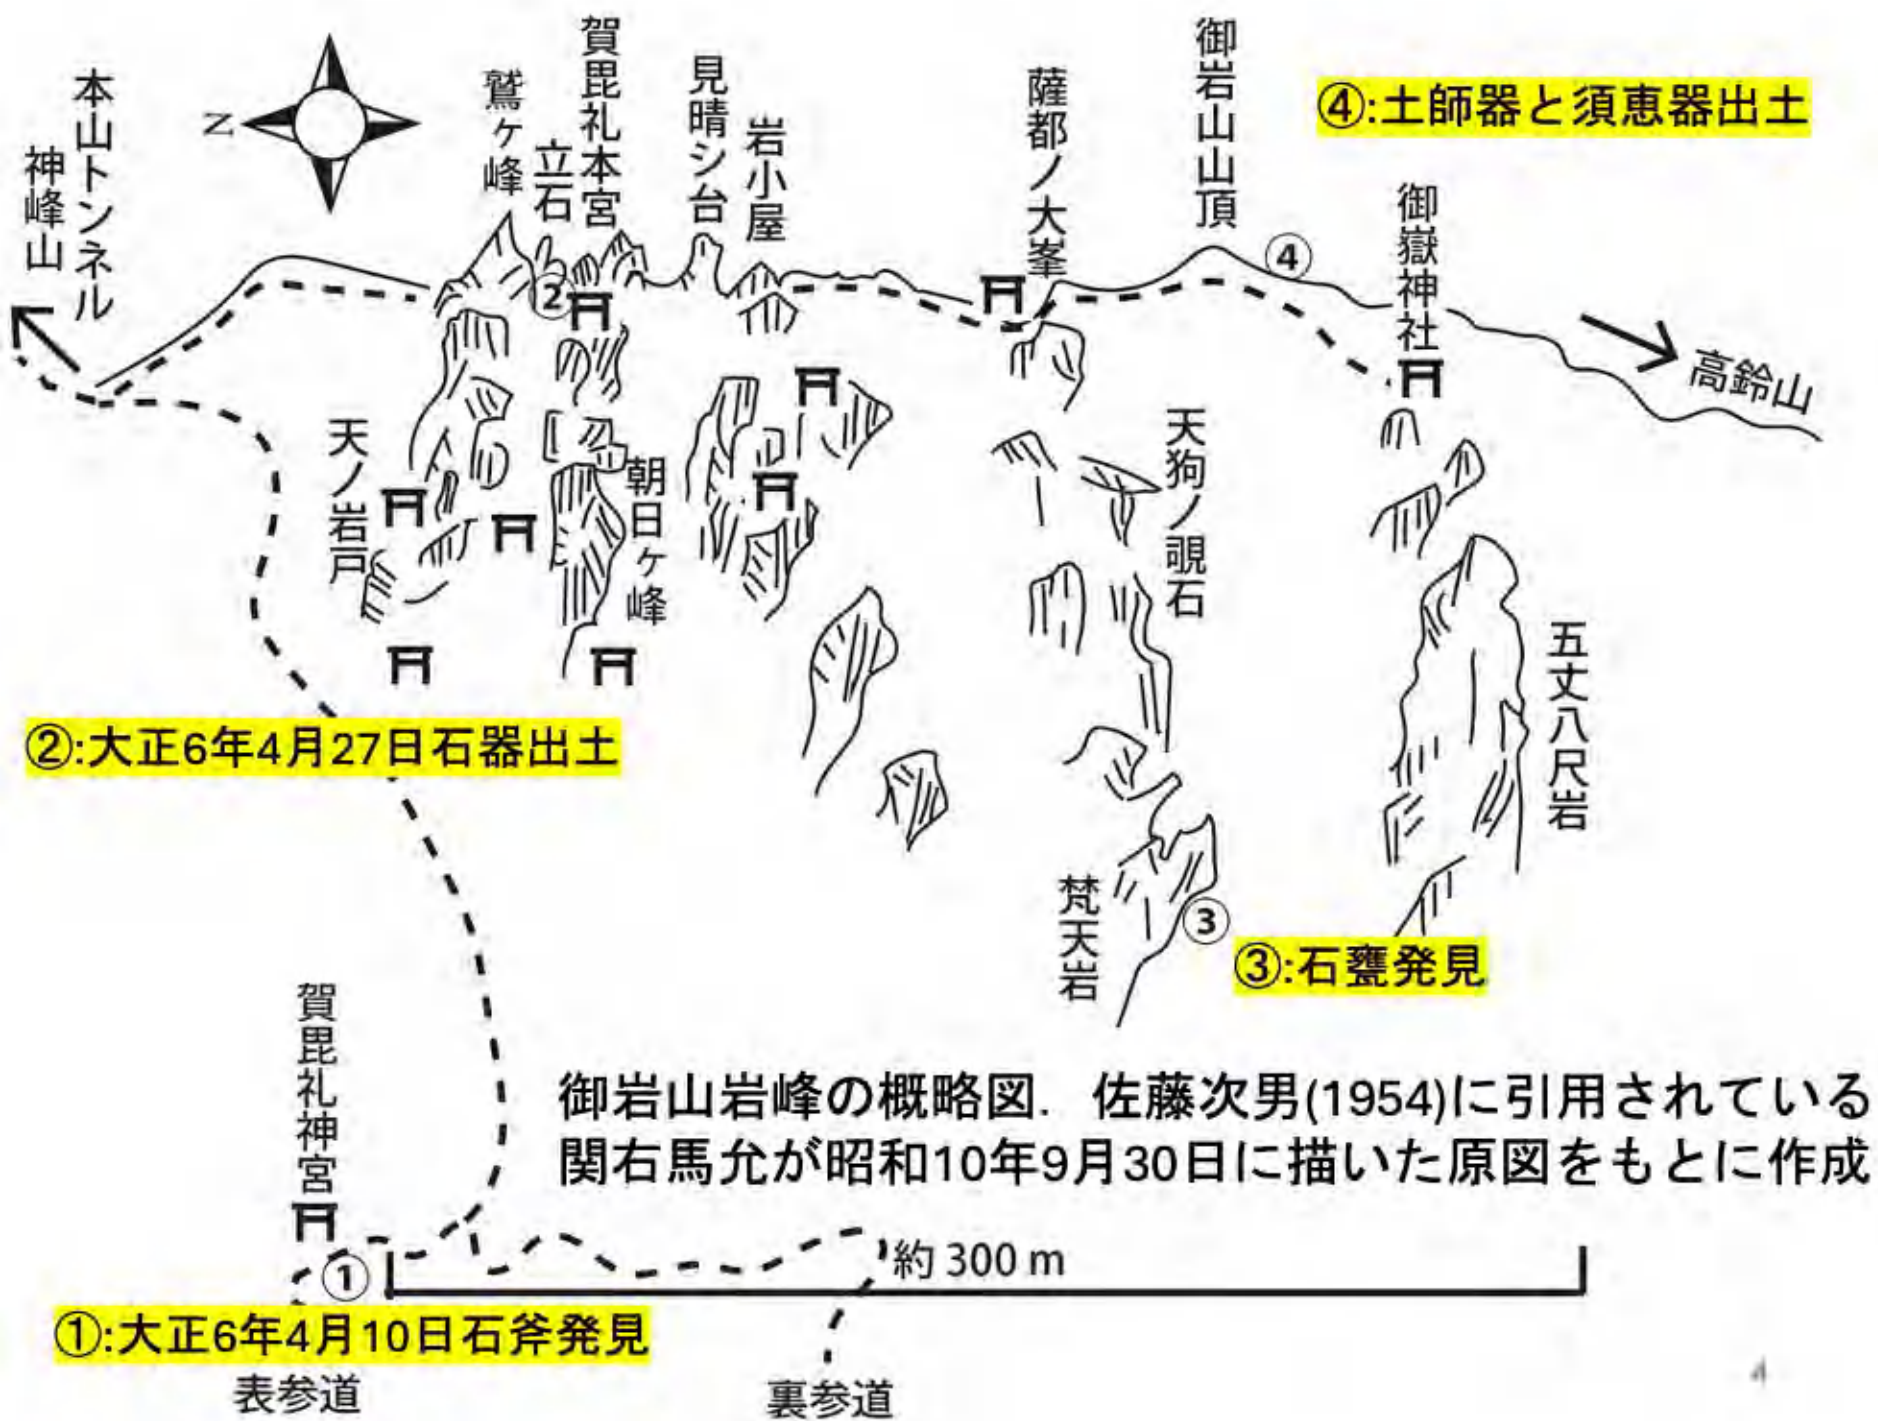 本山トンネル
神峰山
N
鷲ヶ峰
立石
賀毘礼本宮
見晴シ台
岩小屋
薩都ノ大峯
御岩山山頂
④:土師器と須恵器出土
④
御嶽神社
高鈴山
②
天ノ岩戸
朝日ヶ峰
天狗ノ覗石
五丈八尺岩
②:大正6年4月27日石器出土
梵天岩
③
③:石甕発見
賀毘礼神宮
御岩山岩峰の概略図. 佐藤次男(1954)に引用されている
関右馬允が昭和10年9月30日に描いた原図をもとに作成
①
約 300 m
①:大正6年4月10日石斧発見
表参道
裏参道
4